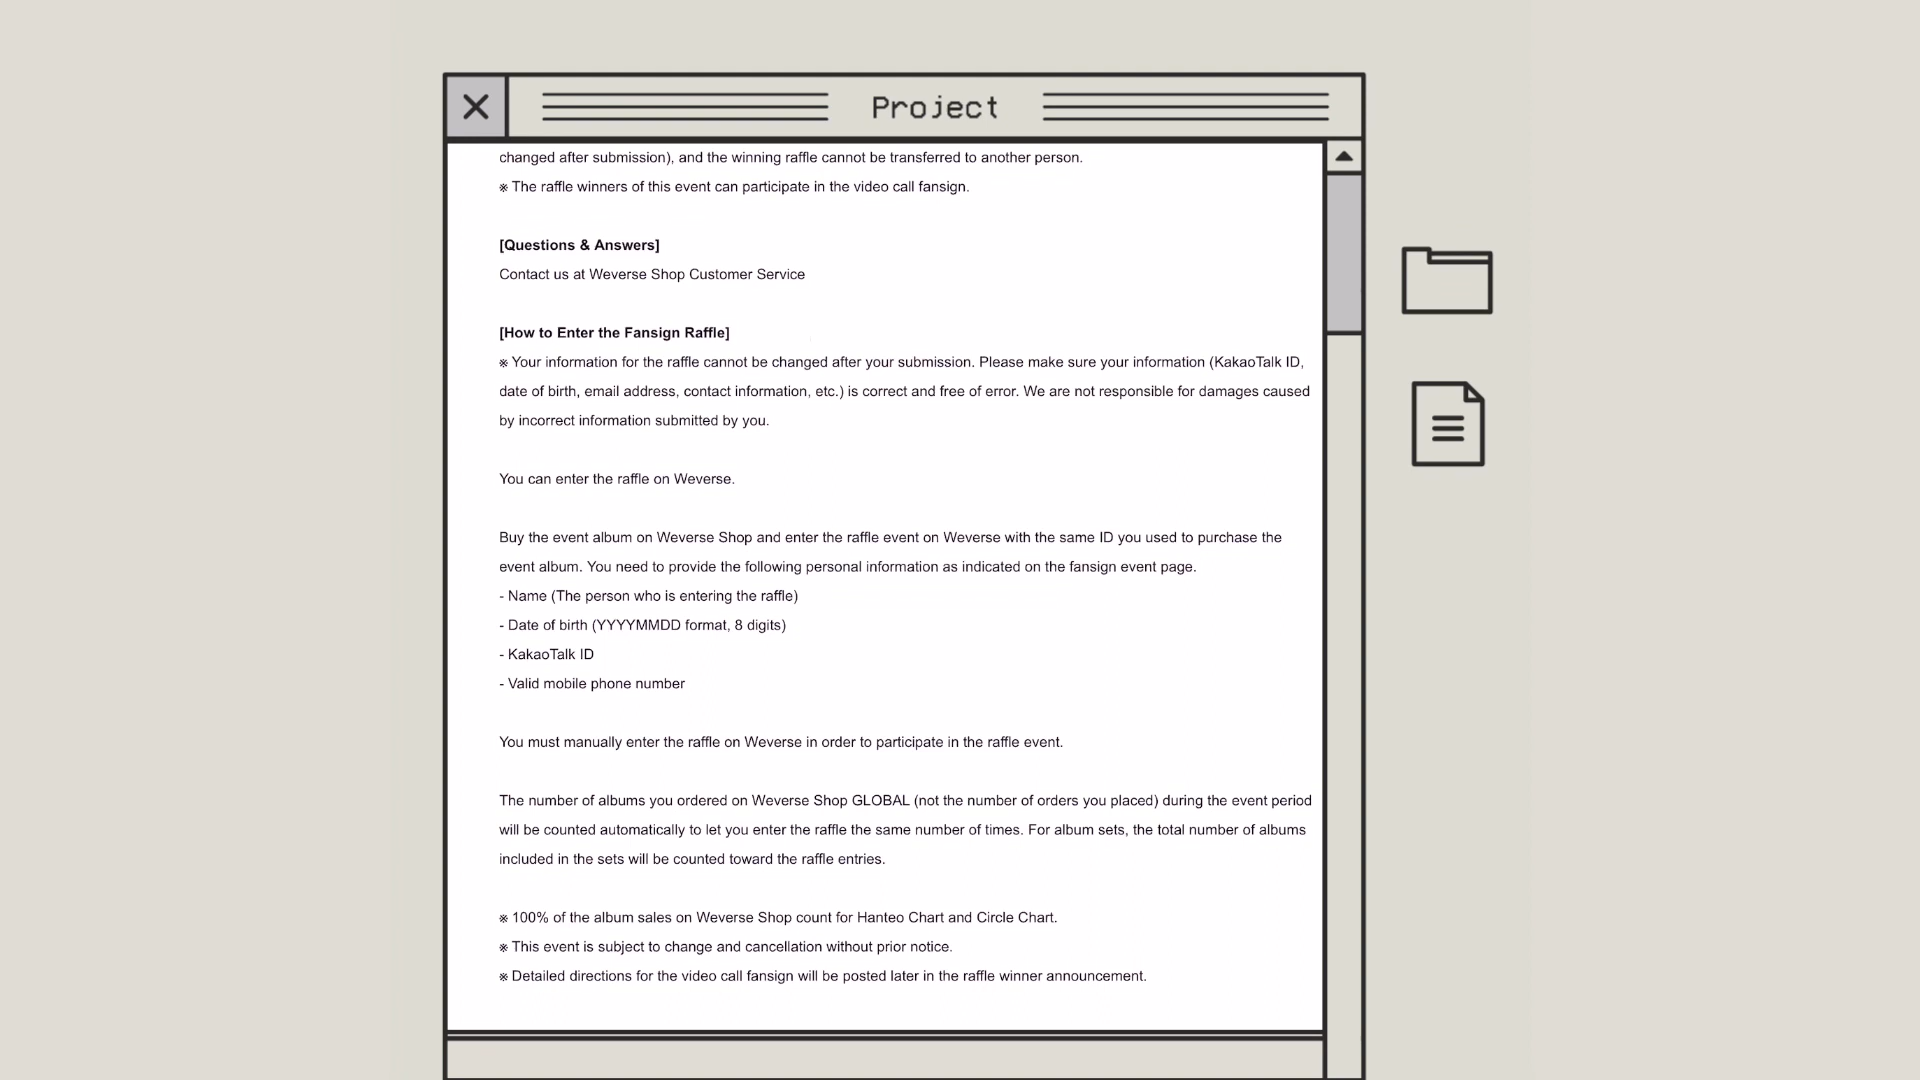 Project
changed after submission), and the winning raffle cannot be transferred to another person.
※ The raffle winners of this event can participate in the video call fansign.
[Questions & Answers]
Contact us at Weverse Shop Customer Service
[How to Enter the Fansign Raffle]
※ Your information for the raffle cannot be changed after your submission. Please make sure your information (KakaoTalk ID,
date of birth, email address, contact information, etc.) is correct and free of error. We are not responsible for damages caused
by incorrect information submitted by you.
You can enter the raffle on Weverse.
Buy the event album on Weverse Shop and enter the raffle event on Weverse with the same ID you used to purchase the
event album. You need to provide the following personal information as indicated on the fansign event page.
- Name (The person who is entering the raffle)
- Date of birth (YYYYMMDD format, 8 digits)
- KakaoTalk ID
- Valid mobile phone number
You must manually enter the raffle on Weverse in order to participate in the raffle event.
The number of albums you ordered on Weverse Shop GLOBAL (not the number of orders you placed) during the event period
will be counted automatically to let you enter the raffle the same number of times. For album sets, the total number of albums
included in the sets will be counted toward the raffle entries.
※ 100% of the album sales on Weverse Shop count for Hanteo Chart and Circle Chart.
※ This event is subject to change and cancellation without prior notice.
※ Detailed directions for the video call fansign will be posted later in the raffle winner announcement.